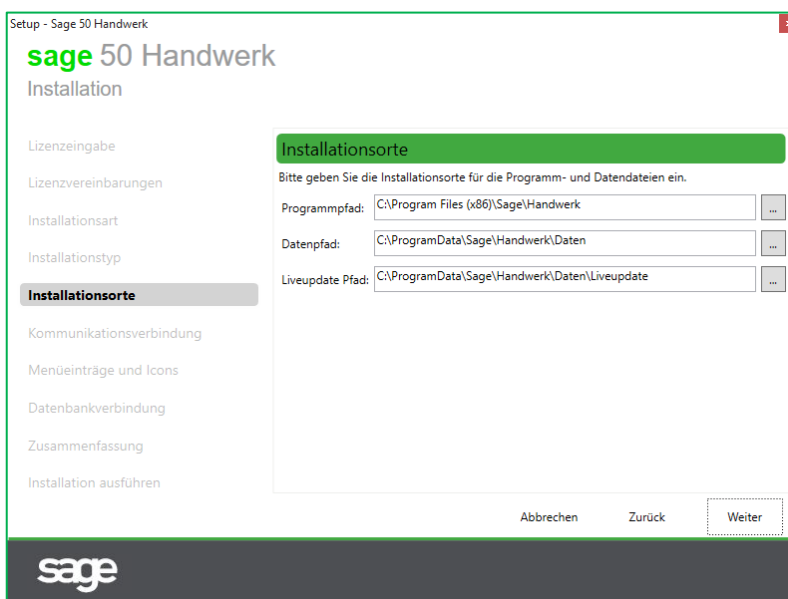 Setup - Sage 50 Handwerk
sage 50 Handwerk
Installation
Lizenzeingabe
Lizenzvereinbarungen
Installationsart
Installationstyp
Installationsorte
Kommunikationsverbindung
Menüeinträge und Icons
Datenbankverbindung
Zusammenfassung
Installation ausführen
Installationsorte
Bitte geben Sie die Installationsorte für die Programm- und Datendateien ein.
Programmpfad: C:\Program Files (x86)\Sage\Handwerk ...
Datenpfad: C:\ProgramData\Sage\Handwerk\Daten ...
Liveupdate Pfad: C:\ProgramData\Sage\Handwerk\Daten\Liveupdate ...
Abbrechen Zurück Weiter
sage